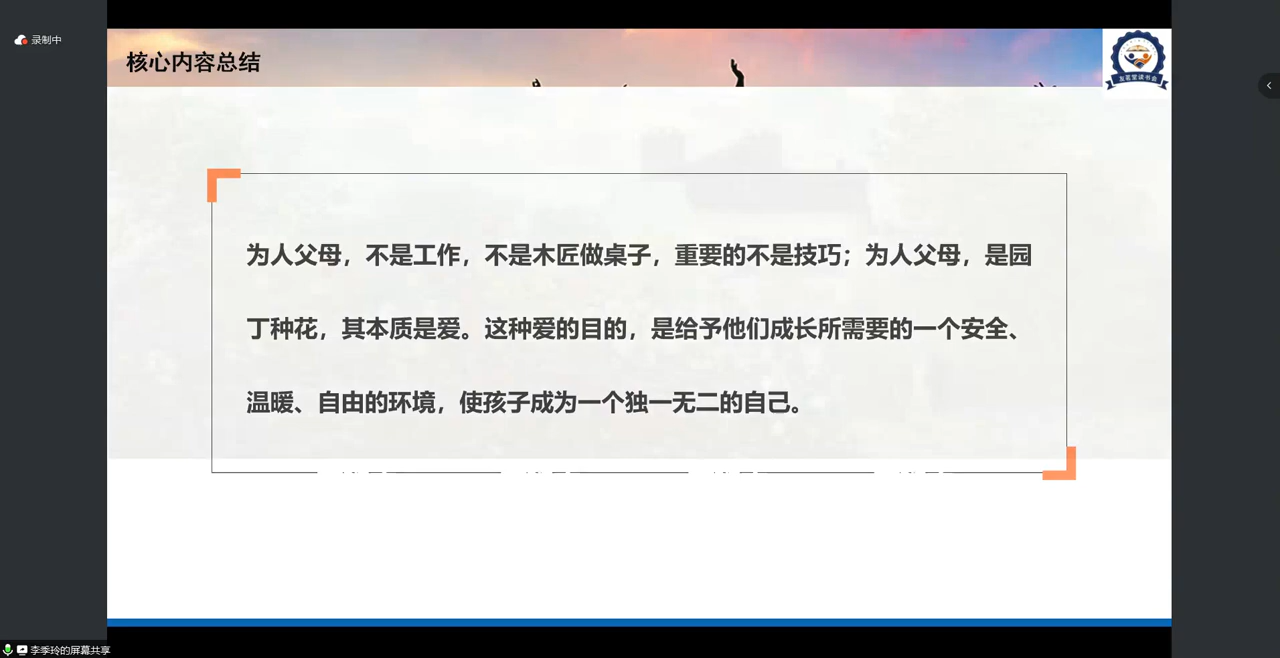 录制中
核心内容总结
为人父母，不是工作，不是木匠做桌子，重要的不是技巧；为人父母，是园
丁种花，其本质是爱。这种爱的目的，是给予他们成长所需要的一个安全、
温暖、自由的环境，使孩子成为一个独一无二的自己。
李季玲的屏幕共享